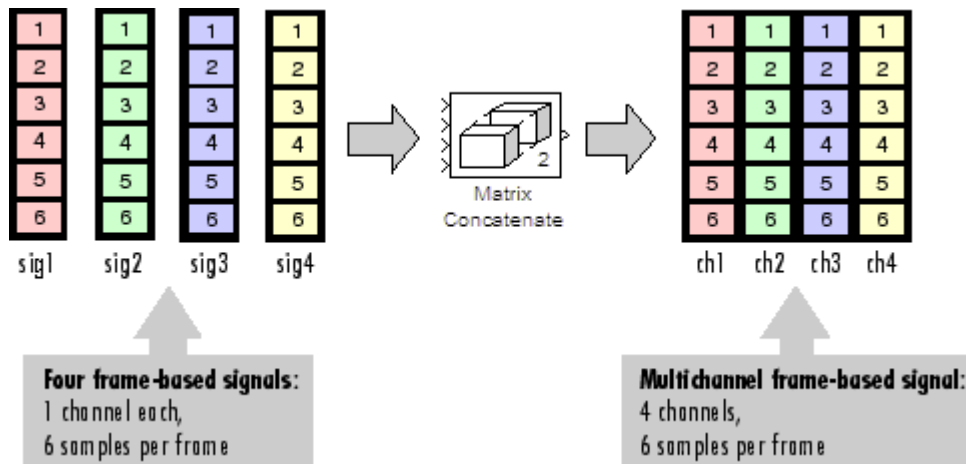 1 1 1 1 1 1 1 1
2 2 2 2 2 2 2 2
3 3 3 3 3 3 3 3
4 4 4 4 4 4 4 4
5 5 5 5 5 5 5 5
6 6 6 6 6 6 6 6
2
Matrix
Concatenate
sig1 sig2 sig3 sig4
ch1 ch2 ch3 ch4
Four frame-based signals:
1 channel each,
6 samples per frame
Multichannel frame-based signal:
4 channels,
6 samples per frame